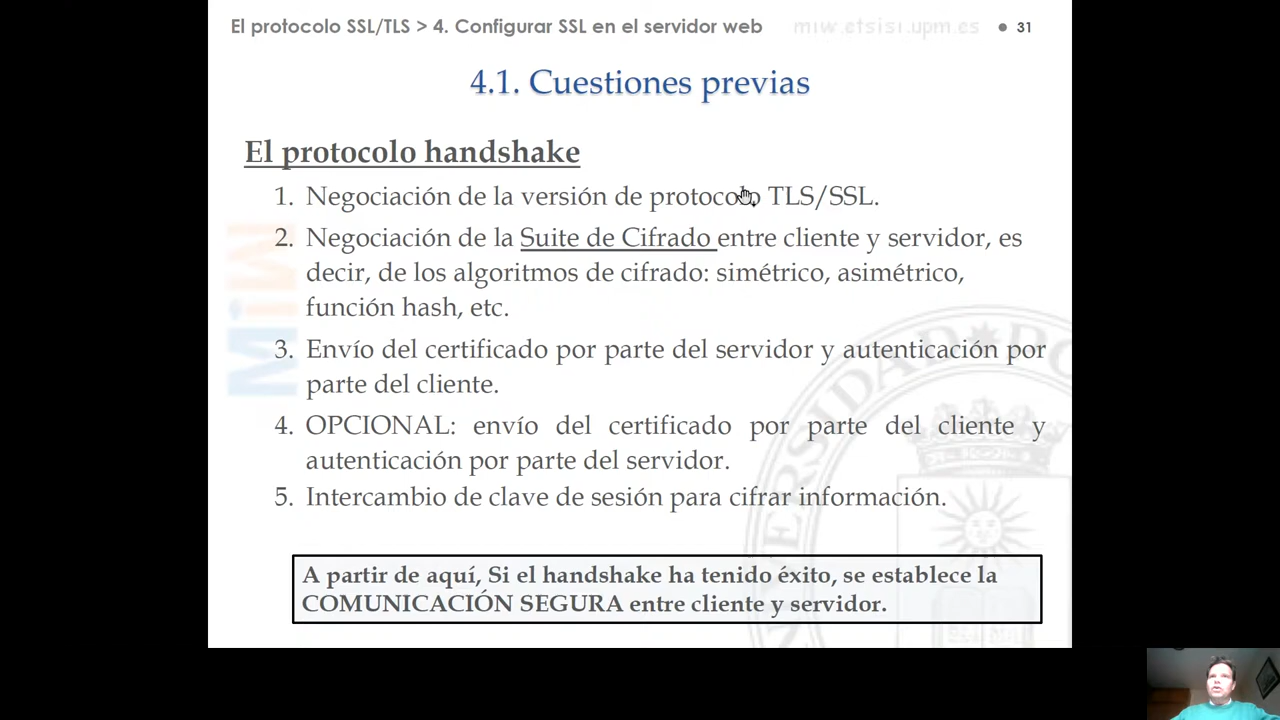 El protocolo SSL/TLS > 4. Configurar SSL en el servidor web miw.etsisi.upm.es ● 31
4.1. Cuestiones previas
El protocolo handshake
1. Negociación de la versión de protocolo TLS/SSL.
2. Negociación de la Suite de Cifrado entre cliente y servidor, es
decir, de los algoritmos de cifrado: simétrico, asimétrico,
función hash, etc.
3. Envío del certificado por parte del servidor y autenticación por
parte del cliente.
4. OPCIONAL: envío del certificado por parte del cliente y
autenticación por parte del servidor.
5. Intercambio de clave de sesión para cifrar información.
A partir de aquí, Si el handshake ha tenido éxito, se establece la
COMUNICACIÓN SEGURA entre cliente y servidor.
MiW